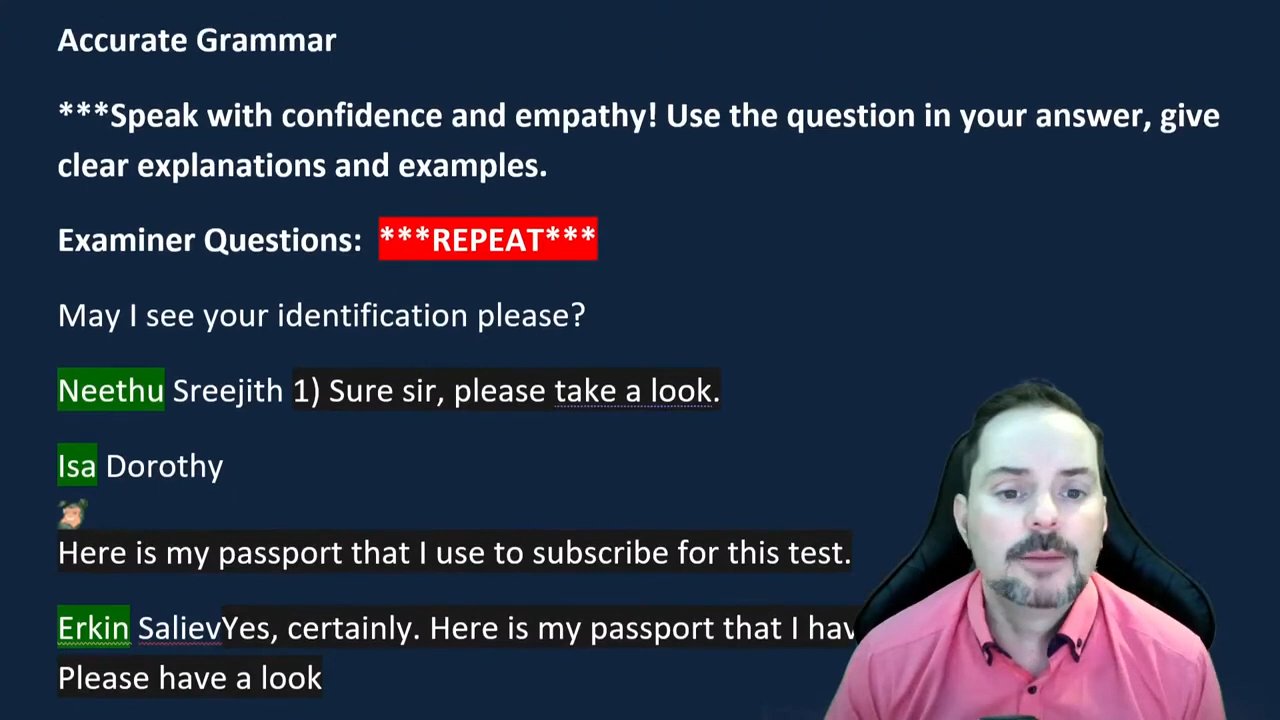 Accurate Grammar
***Speak with confidence and empathy! Use the question in your answer, give
clear explanations and examples.
Examiner Questions: ***REPEAT***
May I see your identification please?
Neethu Sreejith 1) Sure sir, please take a look.
Isa Dorothy
Here is my passport that I use to subscribe for this test.
Erkin SalievYes, certainly. Here is my passport that I
Please have a look